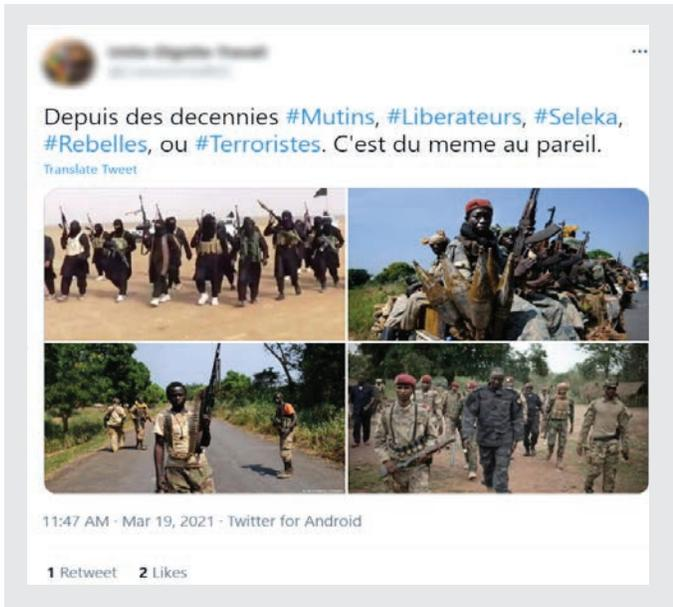 Depuis des decennies #Mutins, #Liberateurs, #Seleka,
#Rebelles, ou #Terroristes. C'est du meme au pareil.
Translate Tweet
11:47 AM · Mar 19, 2021 · Twitter for Android
1 Retweet 2 Likes